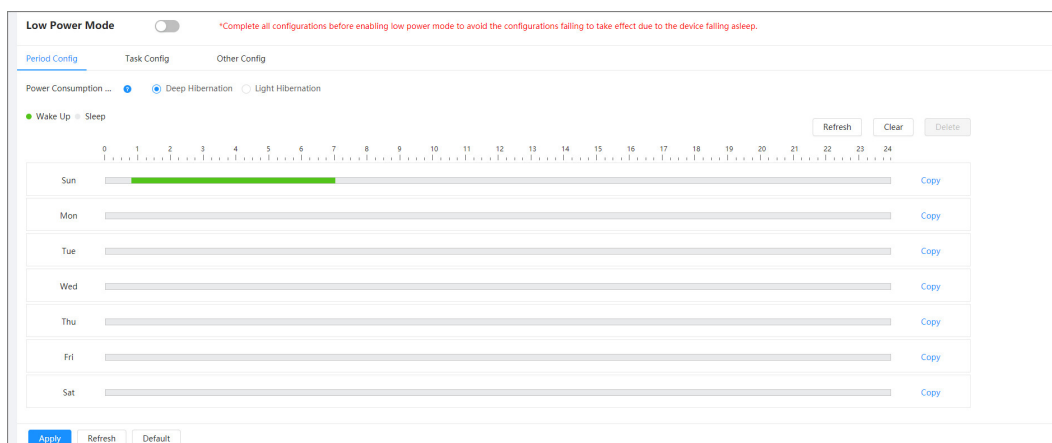 Low Power Mode *Complete all configurations before enabling low power mode to avoid the configurations failing to take effect due to the device falling asleep.
Period Config Task Config Other Config
Power Consumption ... ? Deep Hibernation Light Hibernation
Wake Up Sleep
Refresh Clear Delete
0 1 2 3 4 5 6 7 8 9 10 11 12 13 14 15 16 17 18 19 20 21 22 23 24
Sun Copy
Mon Copy
Tue Copy
Wed Copy
Thu Copy
Fri Copy
Sat Copy
Apply Refresh Default